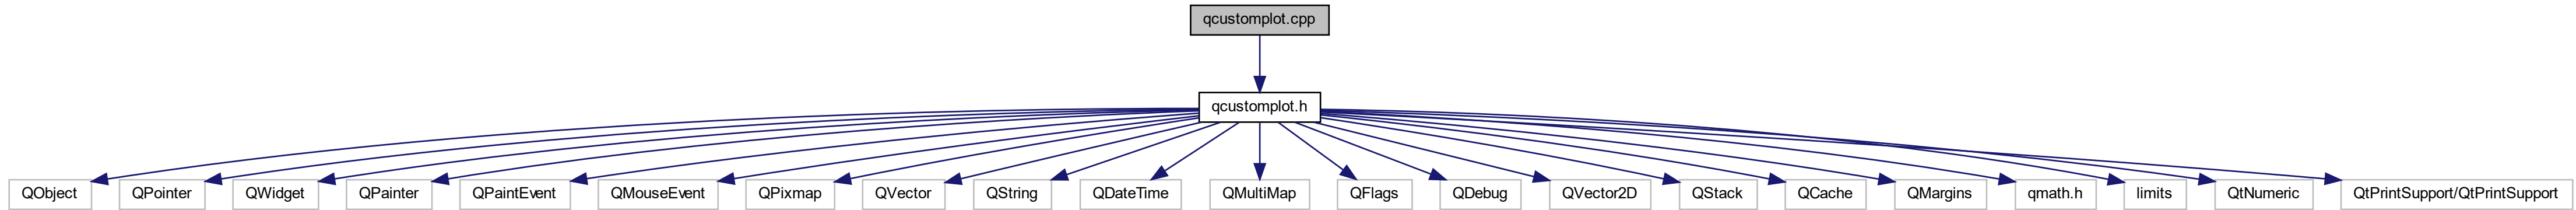 qcustomplot.cpp
qcustomplot.h
QObject
QPointer
QWidget
QPainter
QPaintEvent
QMouseEvent
QPixmap
QVector
QString
QDateTime
QMultiMap
QFlags
QDebug
QVector2D
QStack
QCache
QMargins
qmath.h
limits
QtNumeric
QtPrintSupport/QtPrintSupport